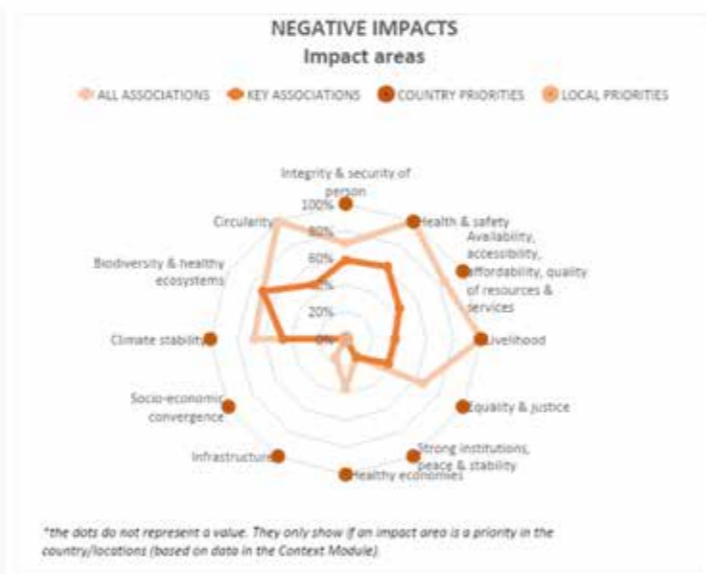 NEGATIVE IMPACTS
Impact areas
ALL ASSOCIATIONS KEY ASSOCIATIONS COUNTRY PRIORITIES LOCAL PRIORITIES
Integrity & security of
person
100%
80%
60%
40%
20%
0%
Health & safety
Availability,
accessibility,
affordability, quality
of resources &
services
Livelihood
Equality & justice
Strong institutions,
peace & stability
Healthy economies
Infrastructure
Socio-economic
convergence
Climate stability
Biodiversity & healthy
ecosystems
Circularity
*the dots do not represent a value. They only show if an impact area is a priority in the
country/locations (based on data in the Context Module)